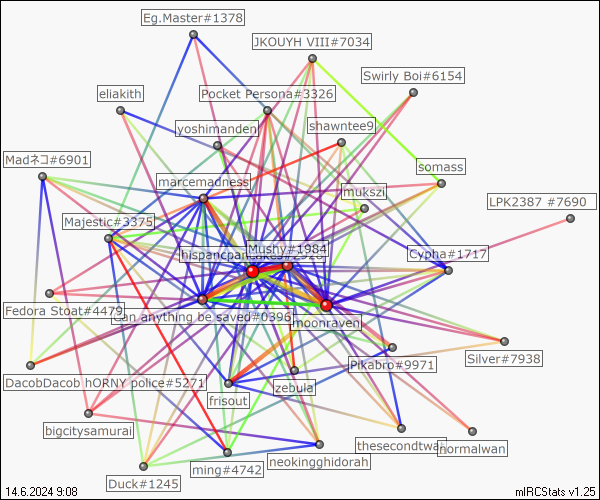 Eg.Master#1378
JKOUYH VIII#7034
Swirly Boi#6154
eliakith
Pocket Persona#3326
yoshimanden
shawntee9
Madネコ#6901
somass
marcemadness
mukszi
LPK2387 #7690
Majestic#3375
Mushy#1984
Cypha#1717
Fedora Stoat#4479
Can anything be saved#0396
moonraven
Silver#7938
Pikabro#9971
DacobDacob hORNY police#5271
zebula
frisout
bigcitysamurai
thesecondtwa
normalwan
neokingghidorah
ming#4742
Duck#1245
14.6.2024 9:08
mIRCStats v1.25